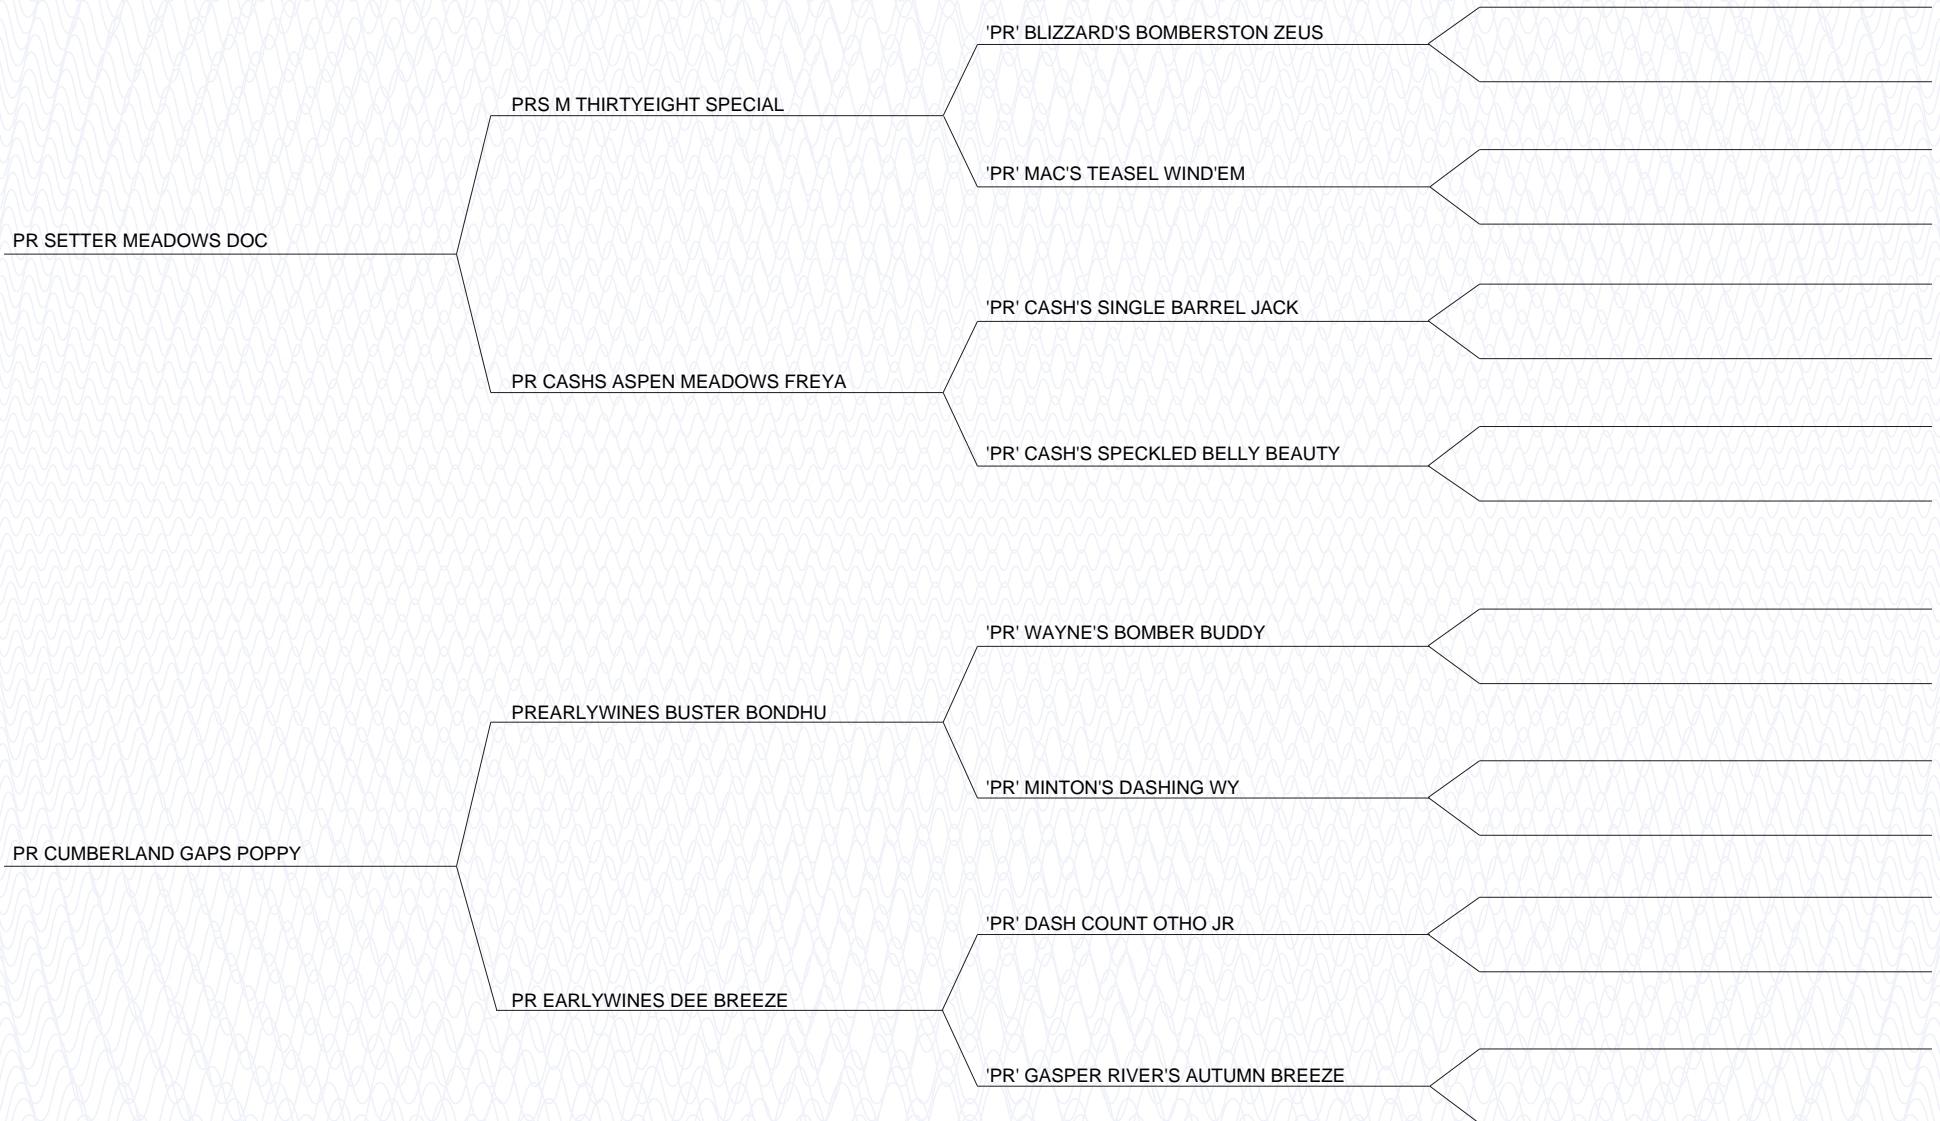 'PR' BLIZZARD'S BOMBERSTON ZEUS
PRS M THIRTYEIGHT SPECIAL
'PR' MAC'S TEASEL WIND'EM
PR SETTER MEADOWS DOC
'PR' CASH'S SINGLE BARREL JACK
PR CASHS ASPEN MEADOWS FREYA
'PR' CASH'S SPECKLED BELLY BEAUTY
'PR' WAYNE'S BOMBER BUDDY
PREARLYWINES BUSTER BONDHU
'PR' MINTON'S DASHING WY
PR CUMBERLAND GAPS POPPY
'PR' DASH COUNT OTHO JR
PR EARLYWINES DEE BREEZE
'PR' GASPER RIVER'S AUTUMN BREEZE